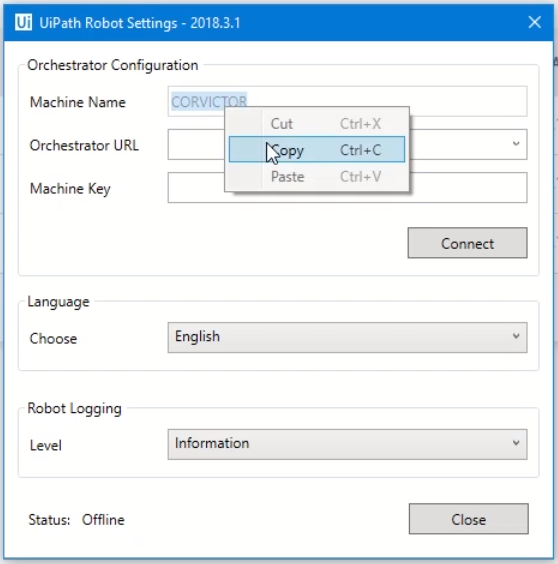 Ui UiPath Robot Settings - 2018.3.1
Orchestrator Configuration
Machine Name CORVICTOR
Cut Ctrl+X
Orchestrator URL
Copy Ctrl+C
Paste Ctrl+V
Machine Key
Connect
Language
Choose English
Robot Logging
Level Information
Status: Offline Close